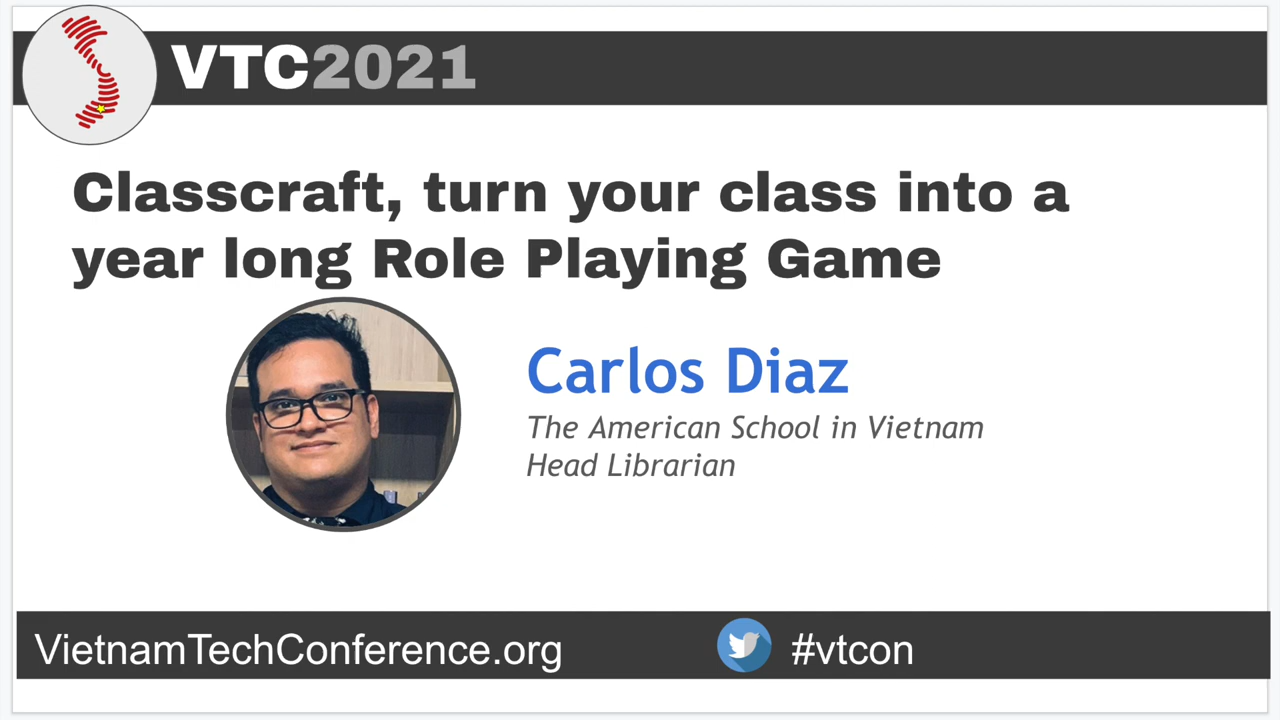 VTC2021
Classcraft, turn your class into a
year long Role Playing Game
Carlos Diaz
The American School in Vietnam
Head Librarian
VietnamTechConference.org
#vtcon